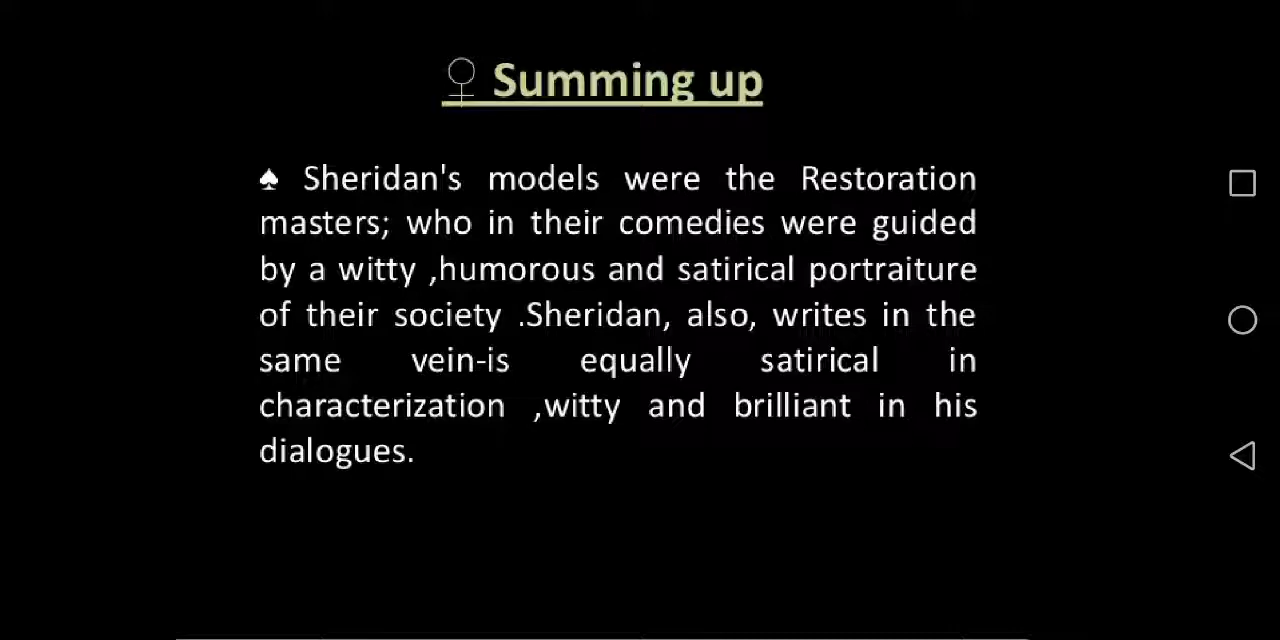 ♀ Summing up
♠ Sheridan's models were the Restoration
masters; who in their comedies were guided
by a witty ,humorous and satirical portraiture
of their society .Sheridan, also, writes in the
same vein-is equally satirical in
characterization ,witty and brilliant in his
dialogues.